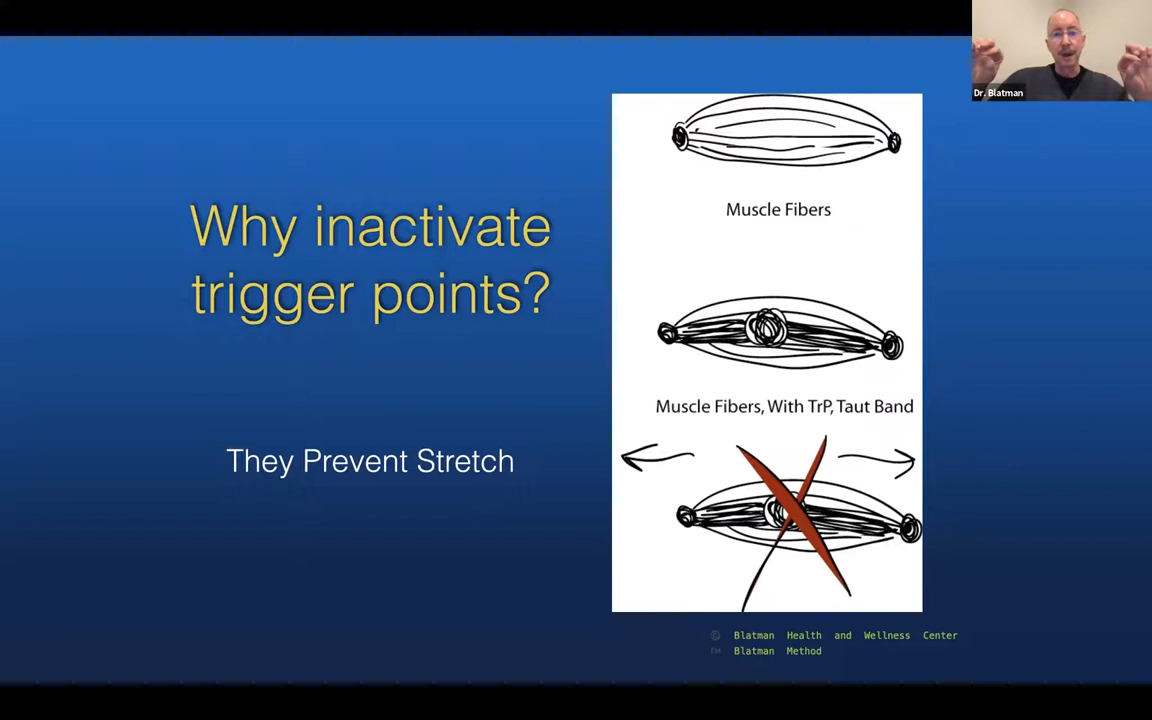 Dr. Blatman
Why inactivate
trigger points?
They Prevent Stretch
Muscle Fibers
Muscle Fibers, With TrP, Taut Band
© Blatman Health and Wellness Center
™ Blatman Method